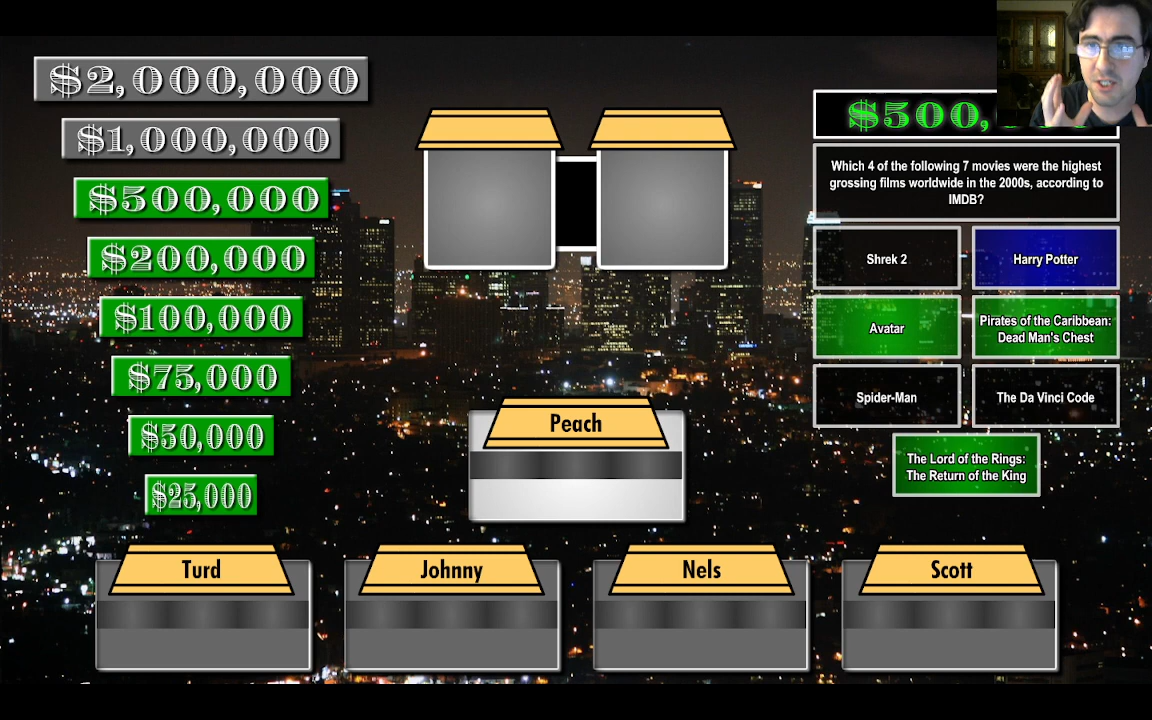 $2,000,000
$1,000,000
$500,000
$200,000
$100,000
$75,000
$50,000
$25,000
$500,
Which 4 of the following 7 movies were the highest
grossing films worldwide in the 2000s, according to
IMDB?
Shrek 2
Harry Potter
Avatar
Pirates of the Caribbean:
Dead Man's Chest
Spider-Man
The Da Vinci Code
The Lord of the Rings:
The Return of the King
Peach
Turd
Johnny
Nels
Scott